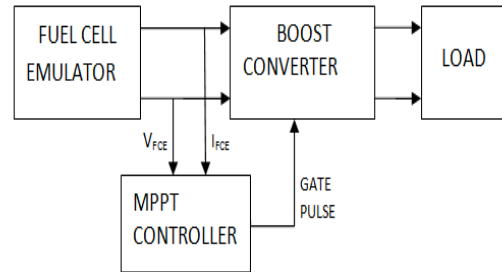 FUEL CELL
EMULATOR
BOOST
CONVERTER
LOAD
VFCE
IFCE
MPPT
CONTROLLER
GATE
PULSE